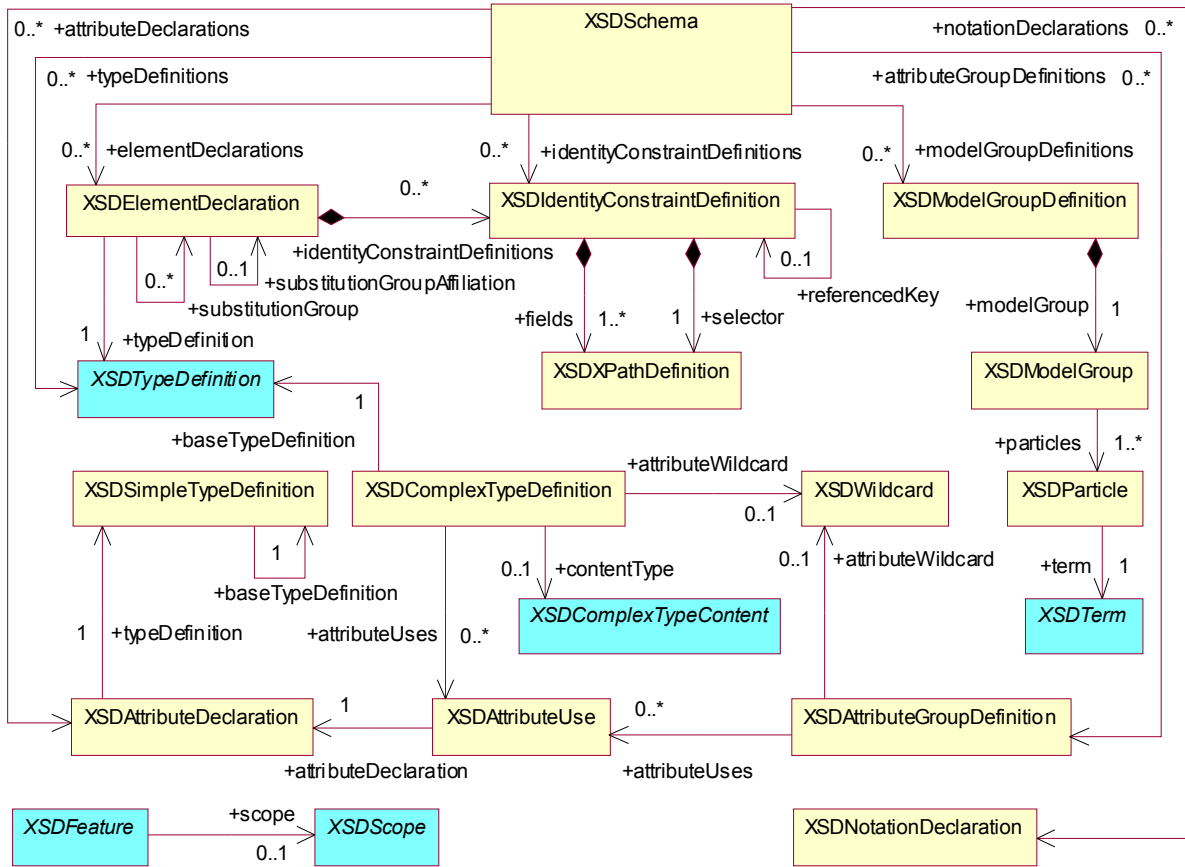 XSDSchema
0..* +attributeDeclarations
+notationDeclarations 0..*
0..* +typeDefinitions
+attributeGroupDefinitions 0..*
0..* +elementDeclarations
0..* +identityConstraintDefinitions
0..* +modelGroupDefinitions
XSDElementDeclaration
0..*
+identityConstraintDefinitions
XSDIdentityConstraintDefinition
XSDModelGroupDefinition
0..*
+substitutionGroup
0..1
+substitutionGroupAffiliation
0..1
+referencedKey
+fields 1..*
1 +selector
+modelGroup 1
1 +typeDefinition
XSDTypeDefinition
XSDXPathDefinition
XSDModelGroup
1
+baseTypeDefinition
+particles 1..*
XSDSimpleTypeDefinition
XSDComplexTypeDefinition
+attributeWildcard
0..1
XSDWildcard
XSDParticle
1
+baseTypeDefinition
0..1 +contentType
0..1 +attributeWildcard
+term 1
XSDComplexTypeContent
XSDTerm
1 +typeDefinition
+attributeUses 0..*
XSDAttributeDeclaration
1
+attributeDeclaration
XSDAttributeUse
0..*
+attributeUses
XSDAttributeGroupDefinition
XSDFeature
+scope
0..1
XSDScope
XSDNotationDeclaration